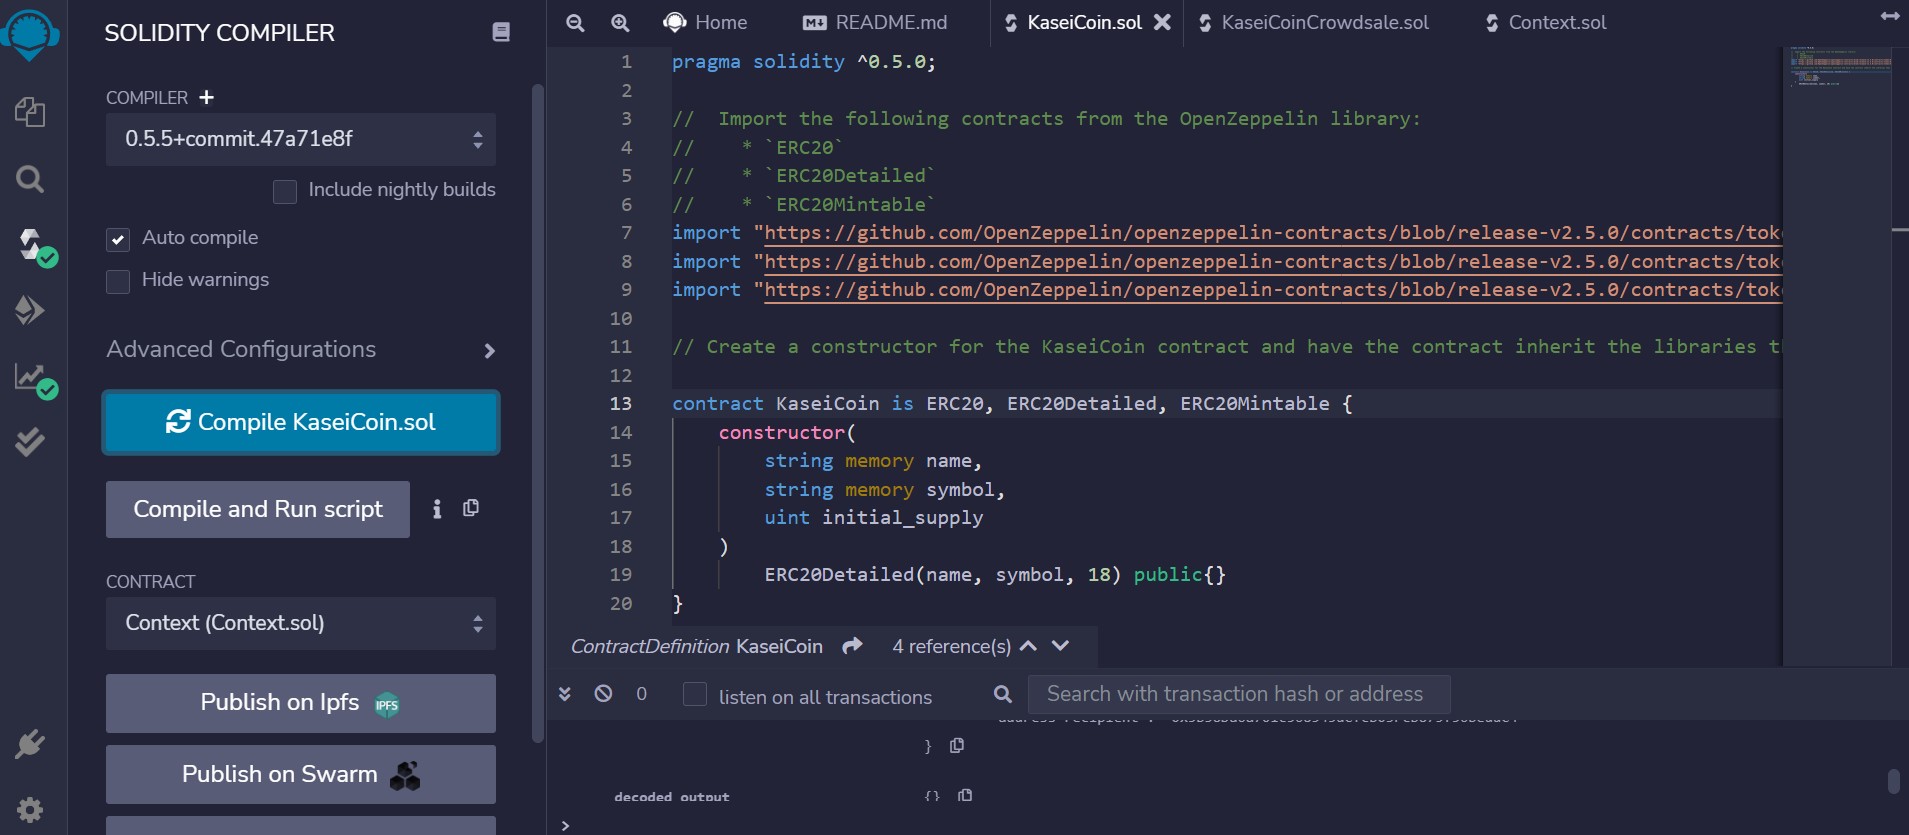 SOLIDITY COMPILER
COMPILER +
0.5.5+commit.47a71e8f
Include nightly builds
Auto compile
Hide warnings
Advanced Configurations
Compile KaseiCoin.sol
Compile and Run script
CONTRACT
Context (Context.sol)
Publish on Ipfs IPFS
Publish on Swarm
Home README.md KaseiCoin.sol KaseiCoinCrowdsale.sol Context.sol
1 pragma solidity ^0.5.0;
2
3 //  Import the following contracts from the OpenZeppelin library:
4 //    * `ERC20`
5 //    * `ERC20Detailed`
6 //    * `ERC20Mintable`
7 import "https://github.com/OpenZeppelin/openzeppelin-contracts/blob/release-v2.5.0/contracts/tok
8 import "https://github.com/OpenZeppelin/openzeppelin-contracts/blob/release-v2.5.0/contracts/tok
9 import "https://github.com/OpenZeppelin/openzeppelin-contracts/blob/release-v2.5.0/contracts/tok
10
11 // Create a constructor for the KaseiCoin contract and have the contract inherit the libraries t
12
13 contract KaseiCoin is ERC20, ERC20Detailed, ERC20Mintable {
14     constructor(
15         string memory name,
16         string memory symbol,
17         uint initial_supply
18     )
19         ERC20Detailed(name, symbol, 18) public{}
20 }
ContractDefinition KaseiCoin 4 reference(s)
0 listen on all transactions Search with transaction hash or address
}
decoded output {}
>